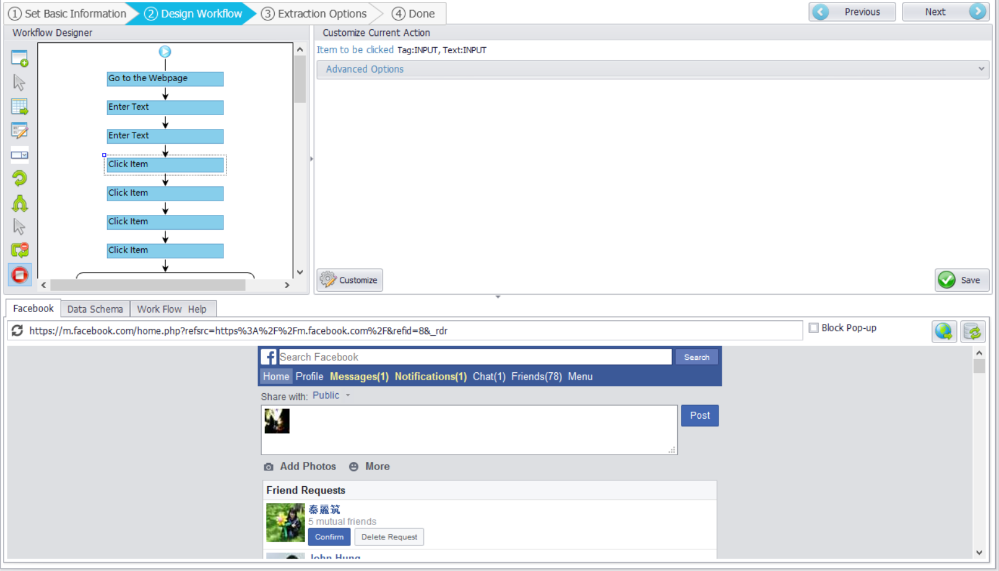 1 Set Basic Information 2 Design Workflow 3 Extraction Options 4 Done Previous Next
Workflow Designer
Go to the Webpage
Enter Text
Enter Text
Click Item
Click Item
Click Item
Click Item
Customize Current Action
Item to be clicked Tag:INPUT, Text:INPUT
Advanced Options
Customize Save
Facebook Data Schema Work Flow Help
https://m.facebook.com/home.php?refsrc=https%3A%2F%2Fm.facebook.com%2F&refid=8&_rdr Block Pop-up
f Search Facebook Search
Home Profile Messages(1) Notifications(1) Chat(1) Friends(78) Menu
Share with: Public
Post
Add Photos More
Friend Requests
秦麗筑
5 mutual friends
Confirm Delete Request
John Hung